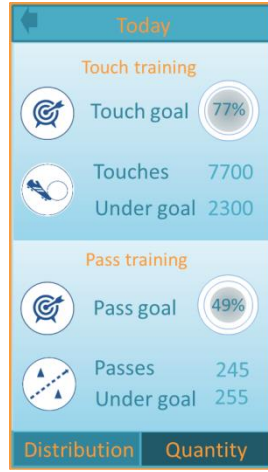 Today
Touch training
Touch goal 77%
Touches 7700
Under goal 2300
Pass training
Pass goal 49%
Passes 245
Under goal 255
Distribution Quantity